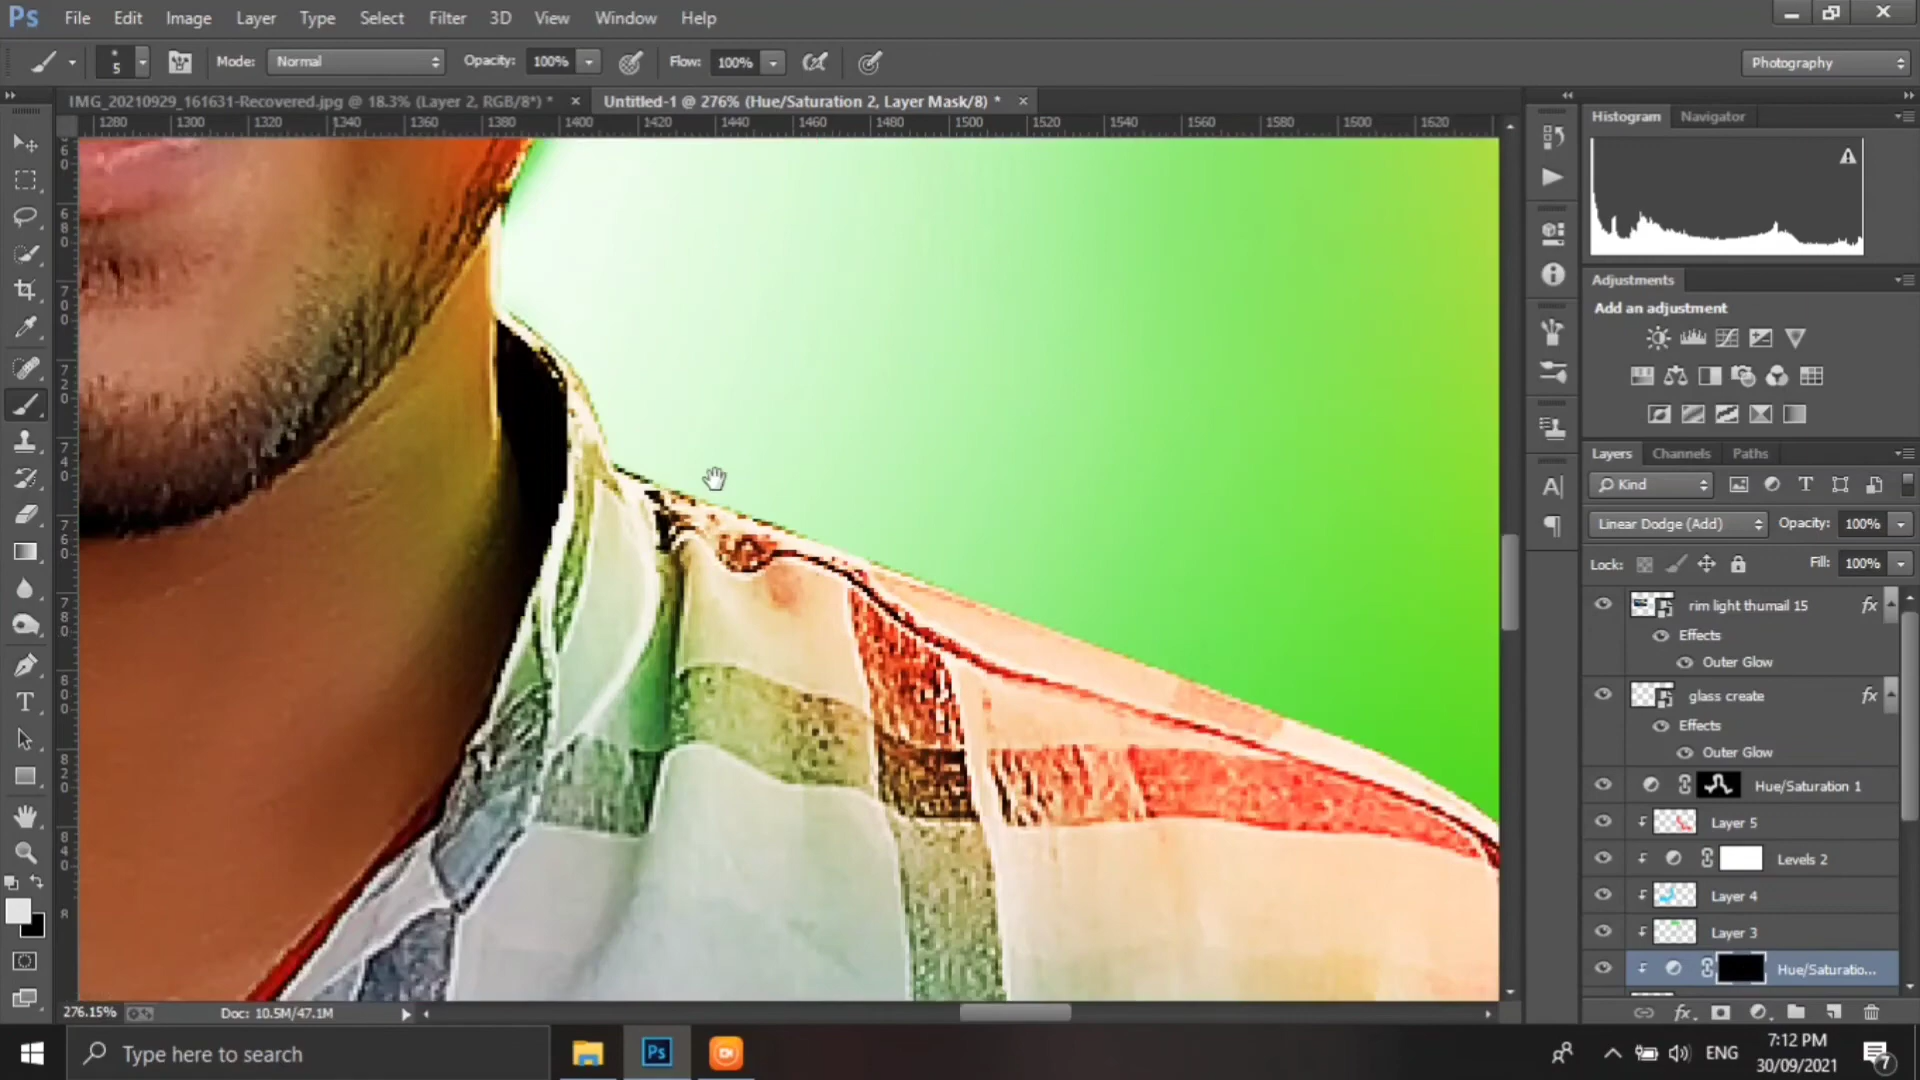 Ps File Edit Image Layer Type Select Filter 3D View Window Help
5 Mode: Normal Opacity: 100% Flow: 100% Photography
IMG_20210929_161631-Recovered.jpg @ 18.3% (Layer 2, RGB/8*) * × Untitled-1 @ 276% (Hue/Saturation 2, Layer Mask/8) * ×
1280 1300 1320 1340 1360 1380 1400 1420 1440 1460 1480 1500 1520 1540 1560 1580 1500 1620
Histogram Navigator
Adjustments
Add an adjustment
Layers Channels Paths
Kind
Linear Dodge (Add) Opacity: 100%
Lock: Fill: 100%
rim light thumail 15 fx
Effects
Outer Glow
glass create fx
Effects
Outer Glow
Hue/Saturation 1
Layer 5
Levels 2
Layer 4
Layer 3
Hue/Saturatio...
276.15% Doc: 10.5M/47.1M
Type here to search Ps ENG 7:12 PM
30/09/2021 7